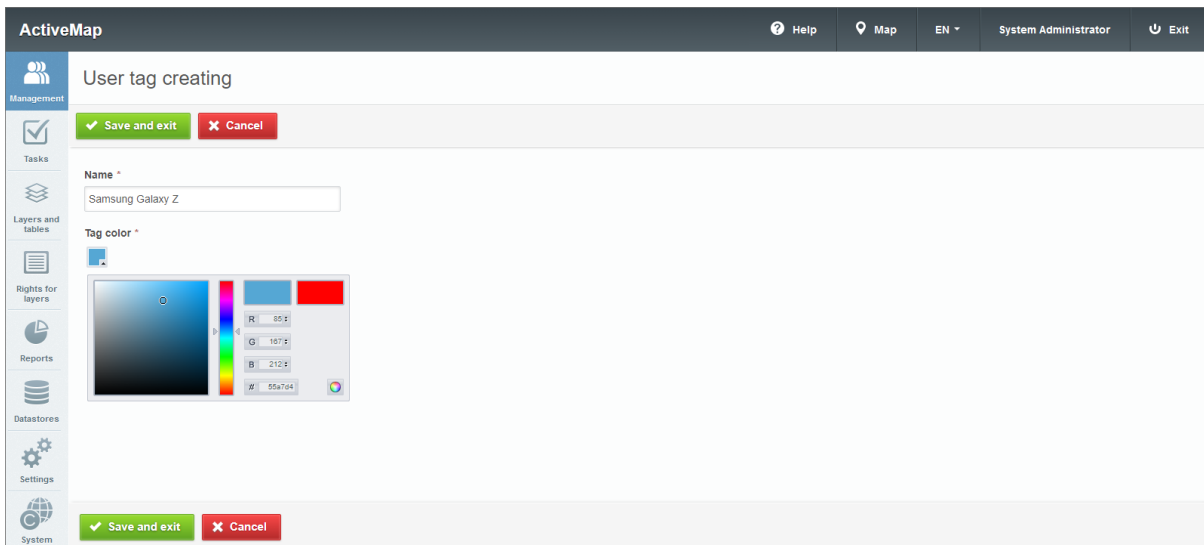 ActiveMap
Help
Map
EN
System Administrator
Exit
Management
User tag creating
Save and exit
Cancel
Tasks
Name *
Samsung Galaxy Z
Layers and
tables
Tag color *
Rights for
layers
R 85
G 167
B 212
# 55a7d4
Reports
Datastores
Settings
System
Save and exit
Cancel